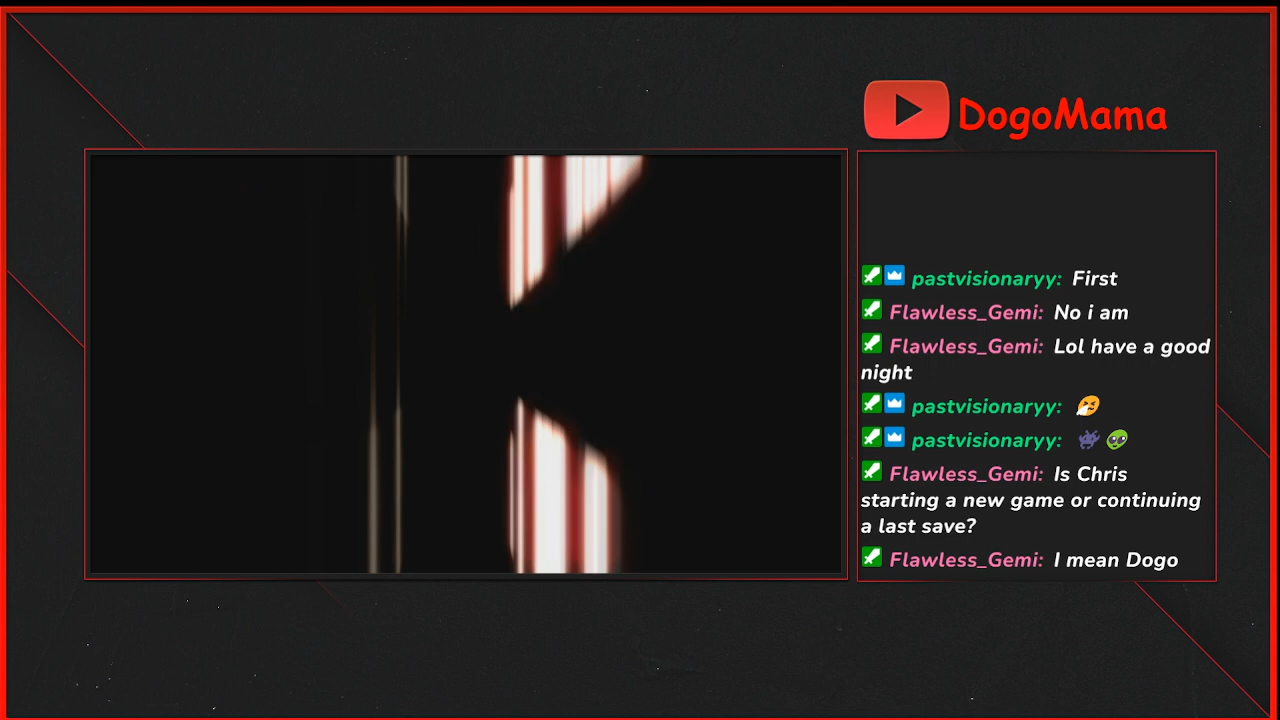 DogoMama
pastvisionaryy: First
Flawless_Gemi: No i am
Flawless_Gemi: Lol have a good
night
pastvisionaryy: 🤧
pastvisionaryy: 👾 👽
Flawless_Gemi: Is Chris
starting a new game or continuing
a last save?
Flawless_Gemi: I mean Dogo